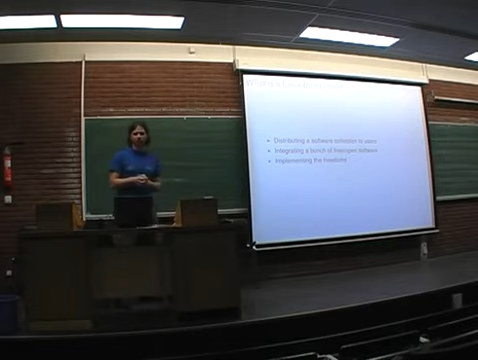 • Distributing a software collection to users
• Integrating a bunch of free/open software
• Implementing the freedoms